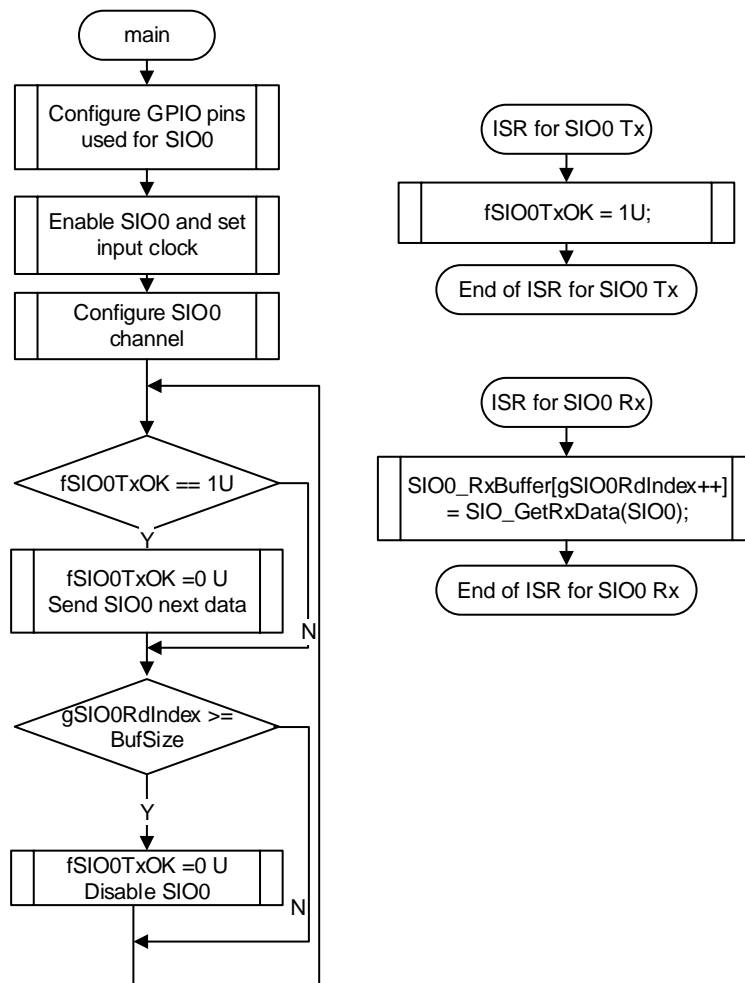 main
Configure GPIO pins
used for SIO0
Enable SIO0 and set
input clock
Configure SIO0
channel
fSIO0TxOK == 1U
Y
fSIO0TxOK =0 U
Send SIO0 next data
N
gSIO0RdIndex >=
BufSize
Y
fSIO0TxOK =0 U
Disable SIO0
N
ISR for SIO0 Tx
fSIO0TxOK = 1U;
End of ISR for SIO0 Tx
ISR for SIO0 Rx
SIO0_RxBuffer[gSIO0RdIndex++]
= SIO_GetRxData(SIO0);
End of ISR for SIO0 Rx